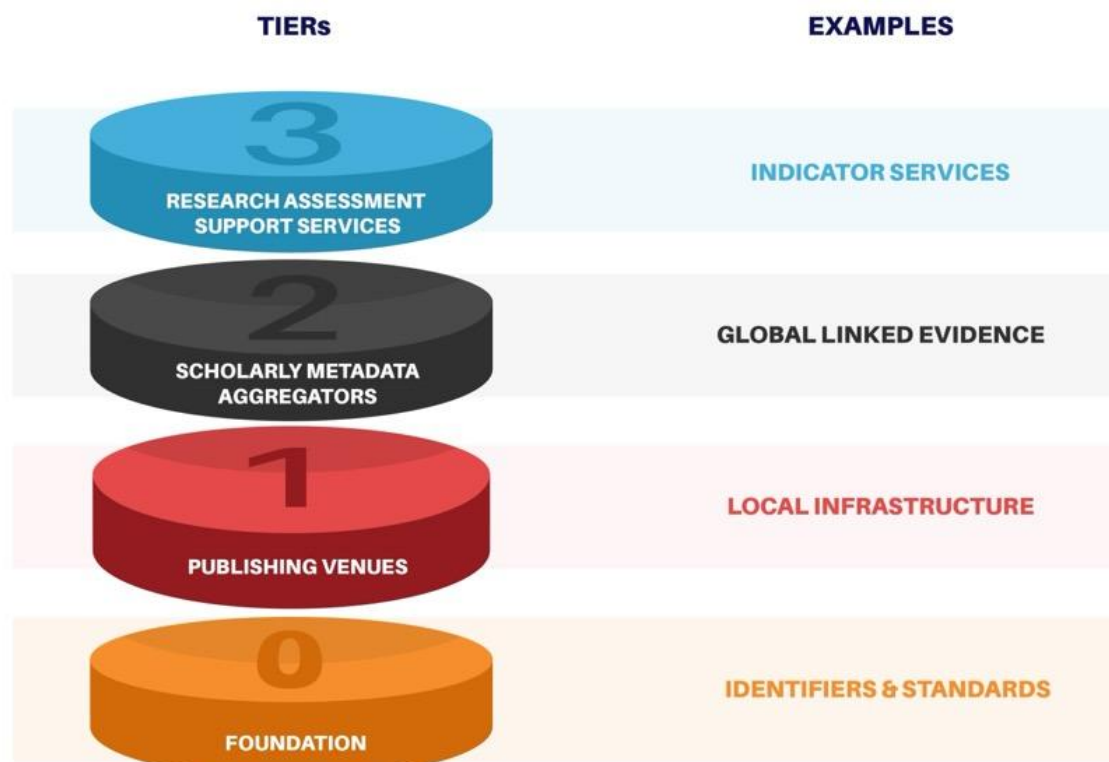 TIERs
EXAMPLES
3
RESEARCH ASSESSMENT
SUPPORT SERVICES
INDICATOR SERVICES
2
SCHOLARLY METADATA
AGGREGATORS
GLOBAL LINKED EVIDENCE
1
PUBLISHING VENUES
LOCAL INFRASTRUCTURE
0
FOUNDATION
IDENTIFIERS & STANDARDS